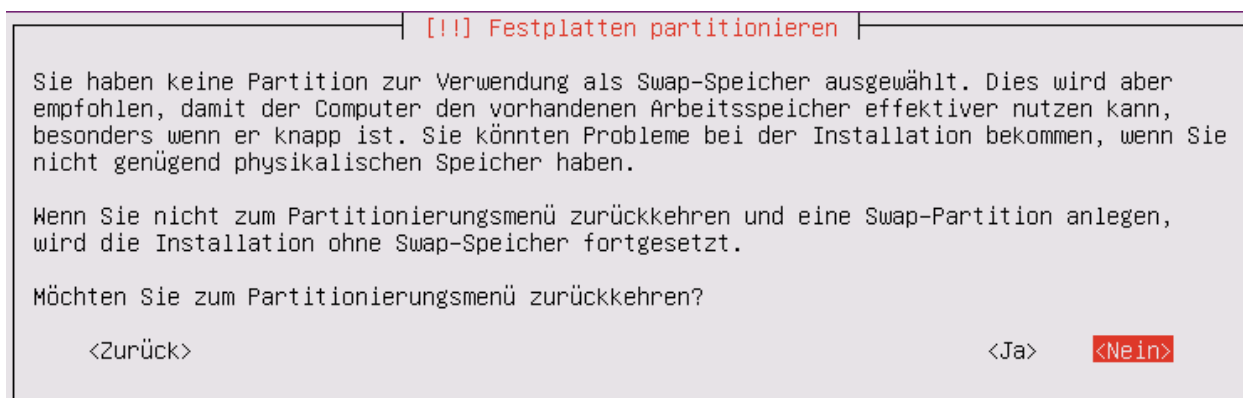 [!!] Festplatten partitionieren
Sie haben keine Partition zur Verwendung als Swap-Speicher ausgewählt. Dies wird aber
empfohlen, damit der Computer den vorhandenen Arbeitsspeicher effektiver nutzen kann,
besonders wenn er knapp ist. Sie könnten Probleme bei der Installation bekommen, wenn Sie
nicht genügend physikalischen Speicher haben.
Wenn Sie nicht zum Partitionierungsmenü zurückkehren und eine Swap-Partition anlegen,
wird die Installation ohne Swap-Speicher fortgesetzt.
Möchten Sie zum Partitionierungsmenü zurückkehren?
<Zurück> <Ja> <Nein>